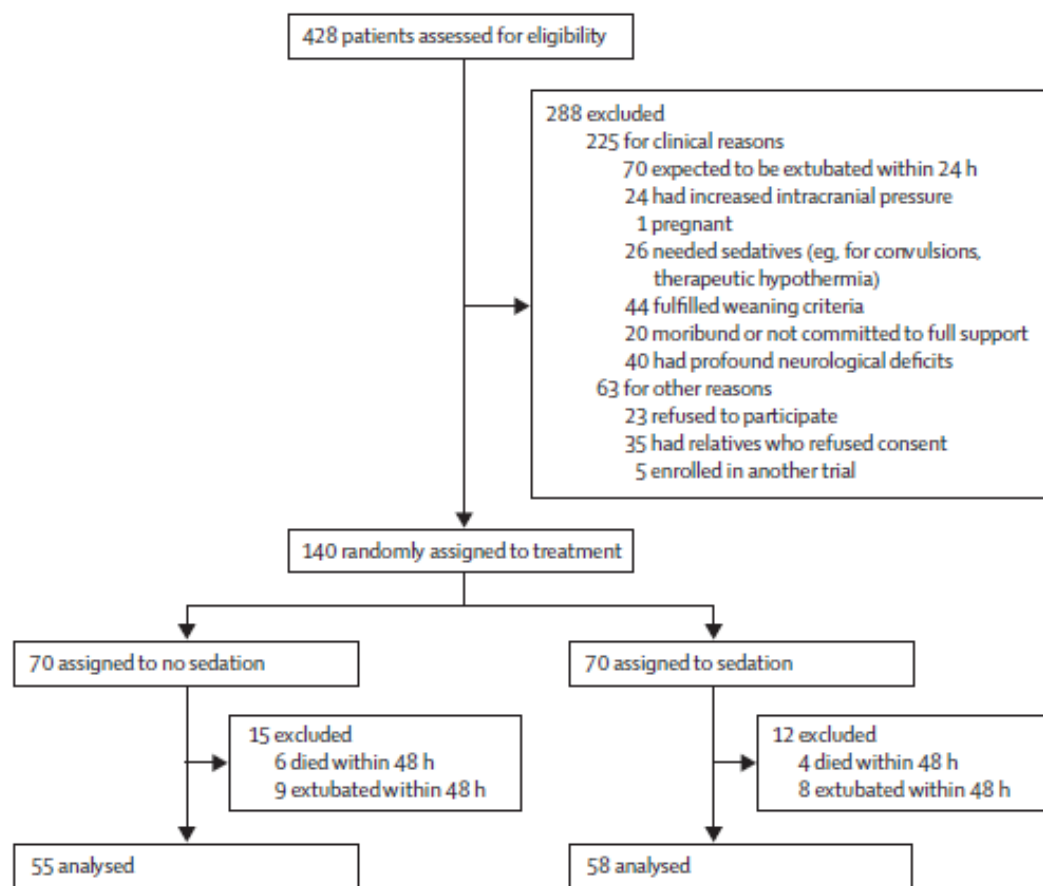 428 patients assessed for eligibility
288 excluded
225 for clinical reasons
70 expected to be extubated within 24 h
24 had increased intracranial pressure
1 pregnant
26 needed sedatives (eg, for convulsions,
therapeutic hypothermia)
44 fulfilled weaning criteria
20 moribund or not committed to full support
40 had profound neurological deficits
63 for other reasons
23 refused to participate
35 had relatives who refused consent
5 enrolled in another trial
140 randomly assigned to treatment
70 assigned to no sedation
70 assigned to sedation
15 excluded
6 died within 48 h
9 extubated within 48 h
12 excluded
4 died within 48 h
8 extubated within 48 h
55 analysed
58 analysed